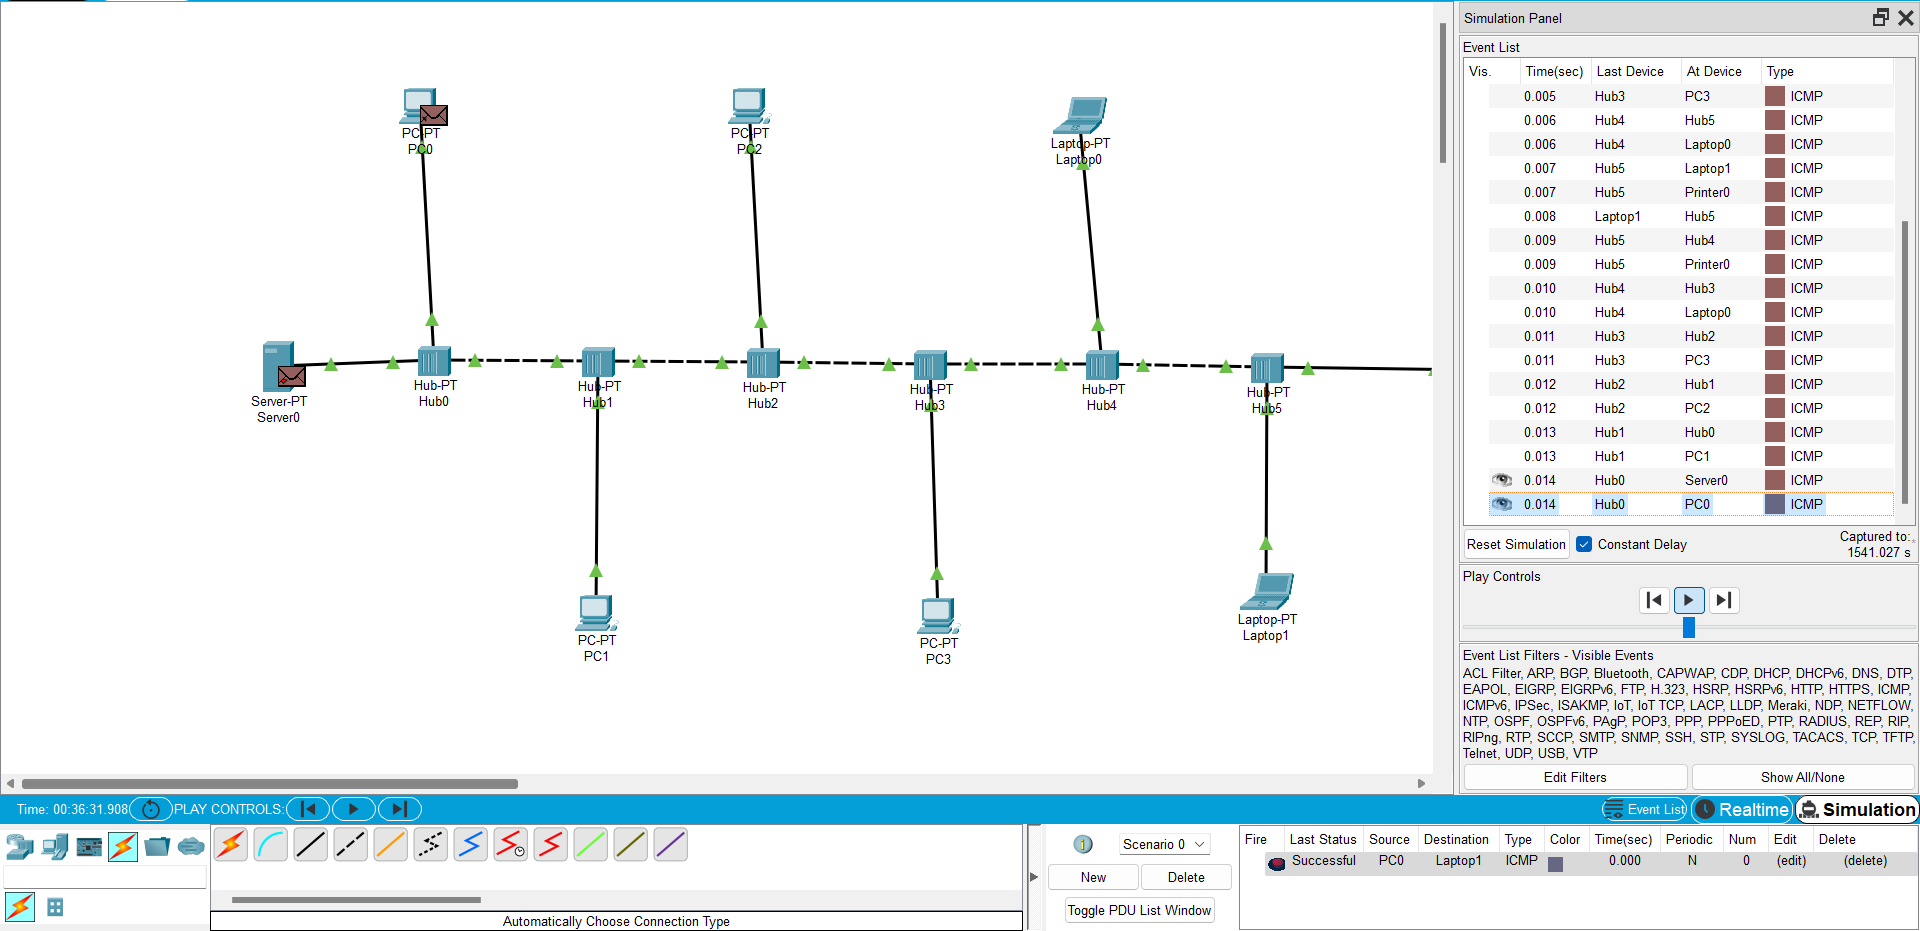 Simulation Panel
Event List
Vis. Time(sec) Last Device At Device Type
0.005 Hub3 PC3 ICMP
0.006 Hub4 Hub5 ICMP
0.006 Hub4 Laptop0 ICMP
0.007 Hub5 Laptop1 ICMP
0.007 Hub5 Printer0 ICMP
0.008 Laptop1 Hub5 ICMP
0.009 Hub5 Hub4 ICMP
0.009 Hub5 Printer0 ICMP
0.010 Hub4 Hub3 ICMP
0.010 Hub4 Laptop0 ICMP
0.011 Hub3 Hub2 ICMP
0.011 Hub3 PC3 ICMP
0.012 Hub2 Hub1 ICMP
0.012 Hub2 PC2 ICMP
0.013 Hub1 Hub0 ICMP
0.013 Hub1 PC1 ICMP
0.014 Hub0 Server0 ICMP
0.014 Hub0 PC0 ICMP
Reset Simulation Constant Delay
Captured to:
1541.027 s
Play Controls
Event List Filters - Visible Events
ACL Filter, ARP, BGP, Bluetooth, CAPWAP, CDP, DHCP, DHCPv6, DNS, DTP,
EAPOL, EIGRP, EIGRPv6, FTP, H.323, HSRP, HSRPv6, HTTP, HTTPS, ICMP,
ICMPv6, IPSec, ISAKMP, IoT, IoT TCP, LACP, LLDP, Meraki, NDP, NETFLOW,
NTP, OSPF, OSPFv6, PAgP, POP3, PPP, PPPoED, PTP, RADIUS, REP, RIP,
RIPng, RTP, SCCP, SMTP, SNMP, SSH, STP, SYSLOG, TACACS, TCP, TFTP,
Telnet, UDP, USB, VTP
Edit Filters Show All/None
PC-PT
PC0
PC-PT
PC2
Laptop-PT
Laptop0
Server-PT
Server0
Hub-PT
Hub0
Hub-PT
Hub1
Hub-PT
Hub2
Hub-PT
Hub3
Hub-PT
Hub4
Hub-PT
Hub5
PC-PT
PC1
PC-PT
PC3
Laptop-PT
Laptop1
Time: 00:36:31.908 PLAY CONTROLS: Event List Realtime Simulation
Automatically Choose Connection Type
1 Scenario 0
New Delete
Toggle PDU List Window
Fire Last Status Source Destination Type Color Time(sec) Periodic Num Edit Delete
Successful PC0 Laptop1 ICMP 0.000 N 0 (edit) (delete)